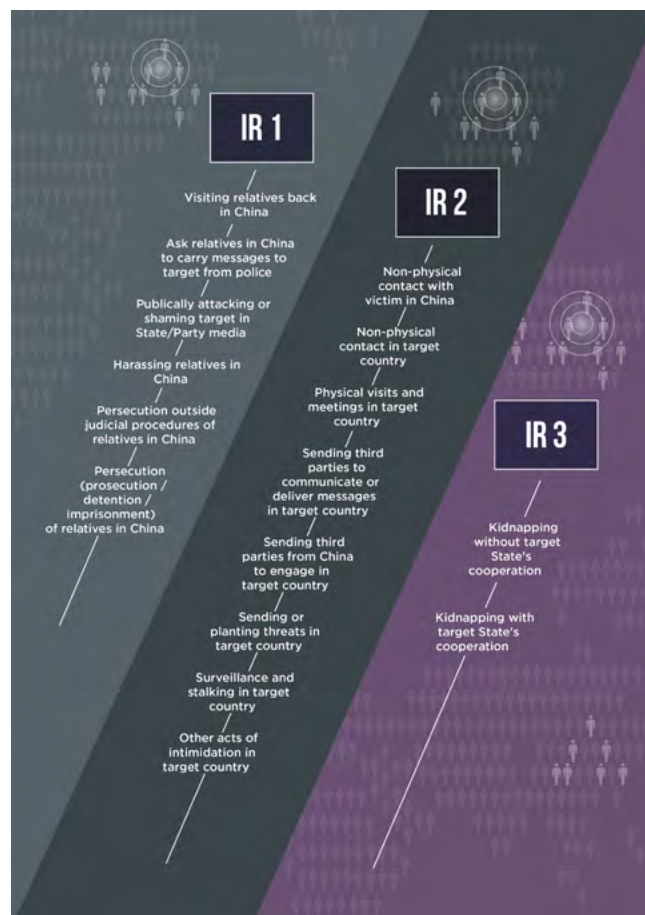 IR 1
Visiting relatives back
in China
Ask relatives in China
to carry messages to
target from police
Publically attacking or
shaming target in
State/Party media
Harassing relatives in
China
Persecution outside
judicial procedures of
relatives in China
Persecution
(prosecution /
detention /
imprisonment)
of relatives in China
IR 2
Non-physical
contact with
victim in China
Non-physical
contact in target
country
Physical visits and
meetings in target
country
Sending third
parties to
communicate or
deliver messages
in target country
Sending third
parties from China
to engage in
target country
Sending or
planting threats in
target country
Surveillance and
stalking in target
country
Other acts of
intimidation in
target country
IR 3
Kidnapping
without target
State's
cooperation
Kidnapping with
target State's
cooperation